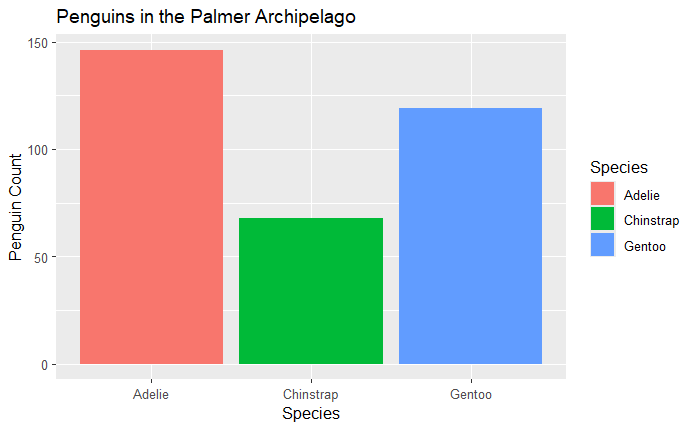 Penguins in the Palmer Archipelago
150
100
50
0
Penguin Count
Adelie
Chinstrap
Gentoo
Species
Species
Adelie
Chinstrap
Gentoo